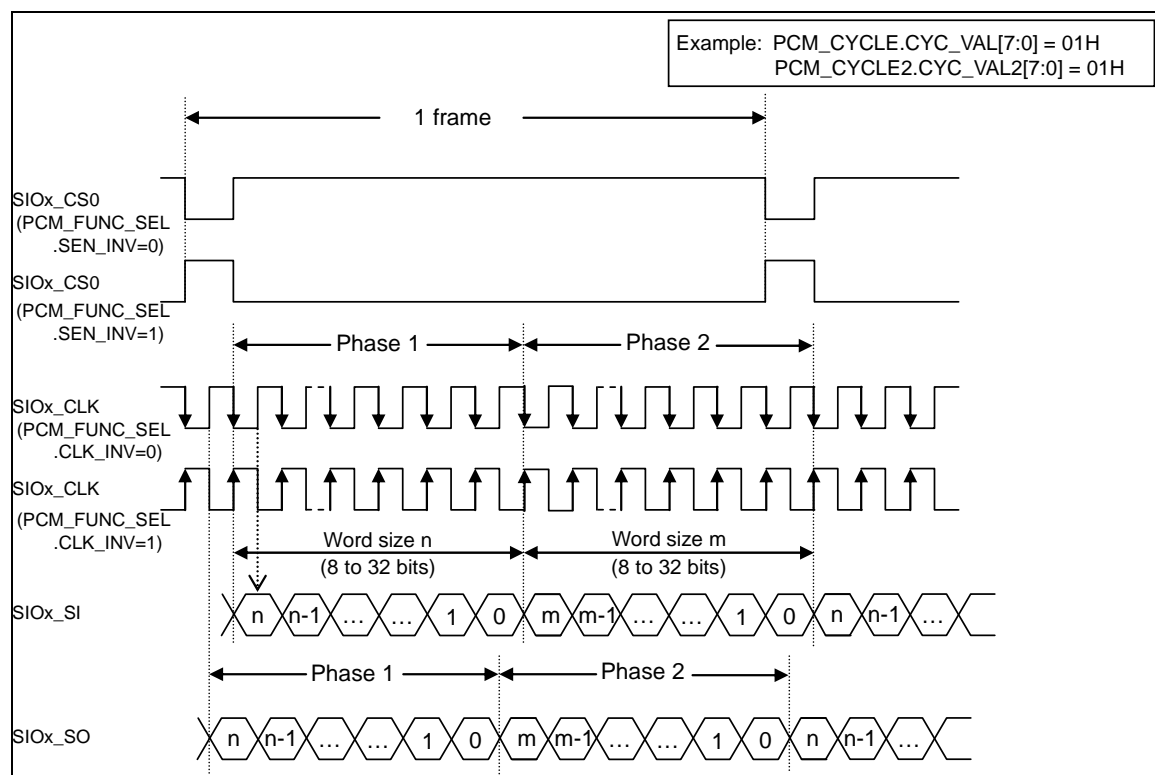 Example: PCM_CYCLE.CYC_VAL[7:0] = 01H
PCM_CYCLE2.CYC_VAL2[7:0] = 01H
1 frame
SIOx_CS0
(PCM_FUNC_SEL
.SEN_INV=0)
SIOx_CS0
(PCM_FUNC_SEL
.SEN_INV=1)
Phase 1 Phase 2
SIOx_CLK
(PCM_FUNC_SEL
.CLK_INV=0)
SIOx_CLK
(PCM_FUNC_SEL
.CLK_INV=1)
Word size n Word size m
(8 to 32 bits) (8 to 32 bits)
SIOx_SI n n-1 ... ... 1 0 m m-1 ... ... 1 0 n n-1 ...
Phase 1 Phase 2
SIOx_SO n n-1 ... ... 1 0 m m-1 ... ... 1 0 n n-1 ...